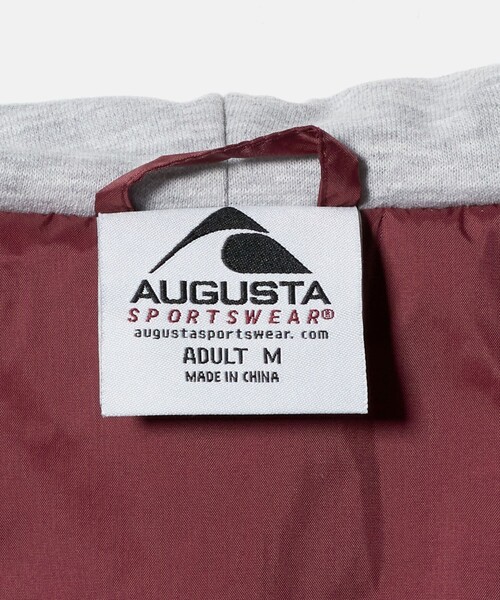 AUGUSTA
SPORTSWEAR®
augustasportswear.com
ADULT M
MADE IN CHINA